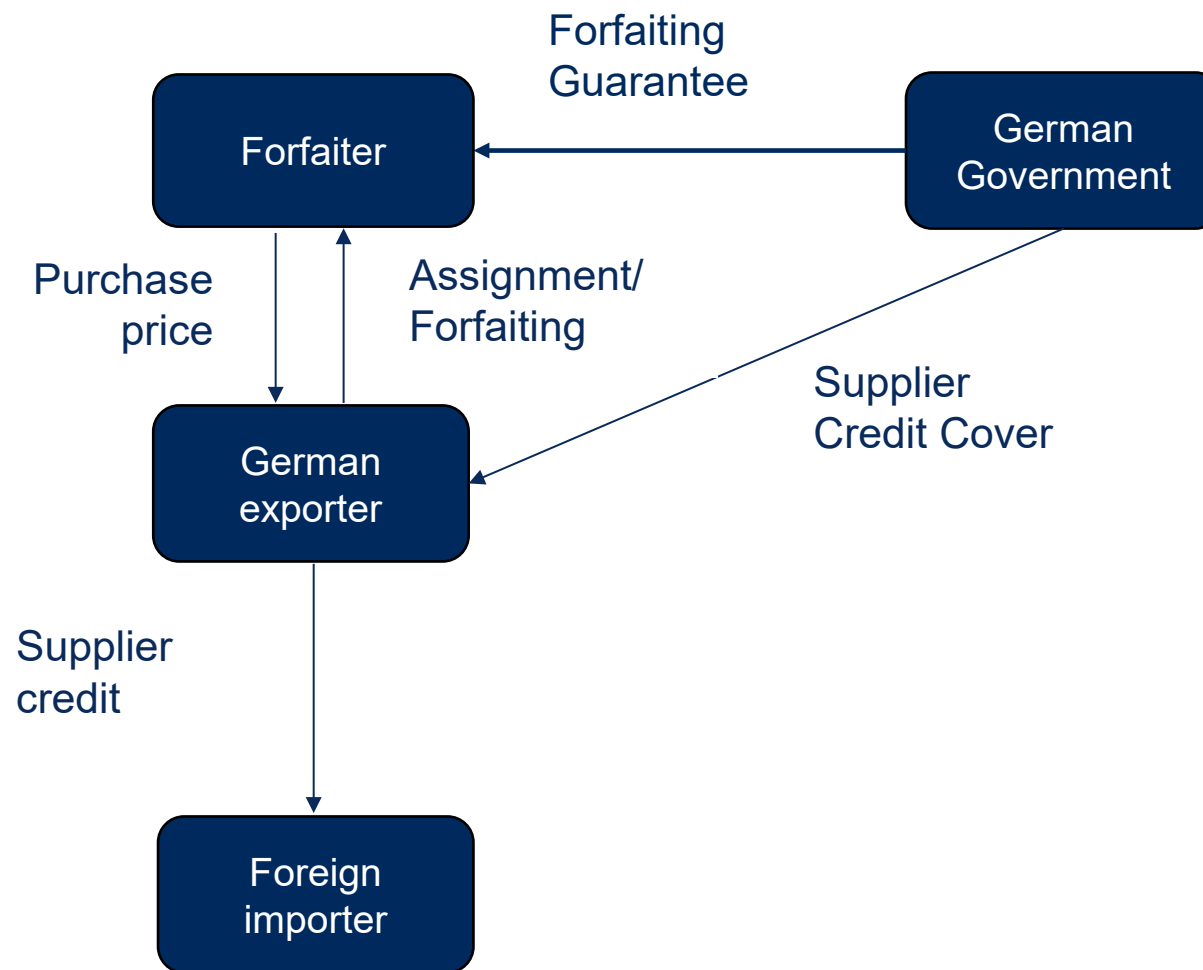 Forfaiting
Guarantee
Forfaiter
German
Government
Purchase
price
Assignment/
Forfaiting
Supplier
Credit Cover
German
exporter
Supplier
credit
Foreign
importer